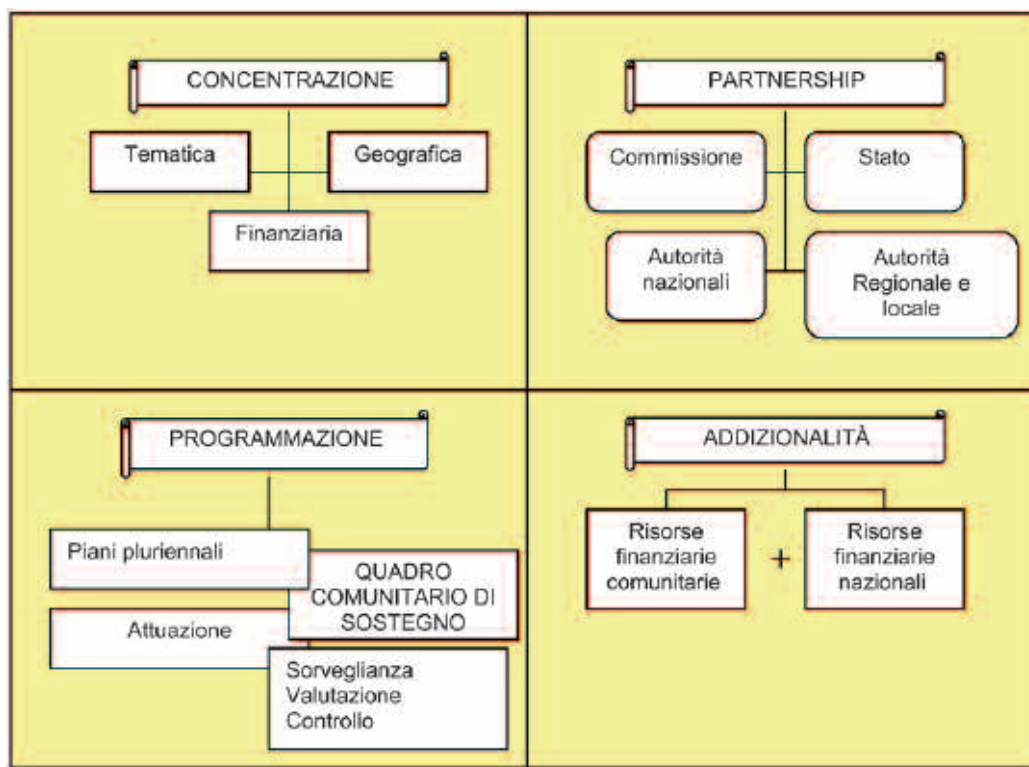 CONCENTRAZIONE
Tematica
Geografica
Finanziaria
PARTNERSHIP
Commissione
Stato
Autorità
nazionali
Autorità
Regionale e
locale
PROGRAMMAZIONE
Piani pluriennali
QUADRO
COMUNITARIO DI
SOSTEGNO
Attuazione
Sorveglianza
Valutazione
Controllo
ADDIZIONALITÀ
Risorse
finanziarie
comunitarie
+
Risorse
finanziarie
nazionali